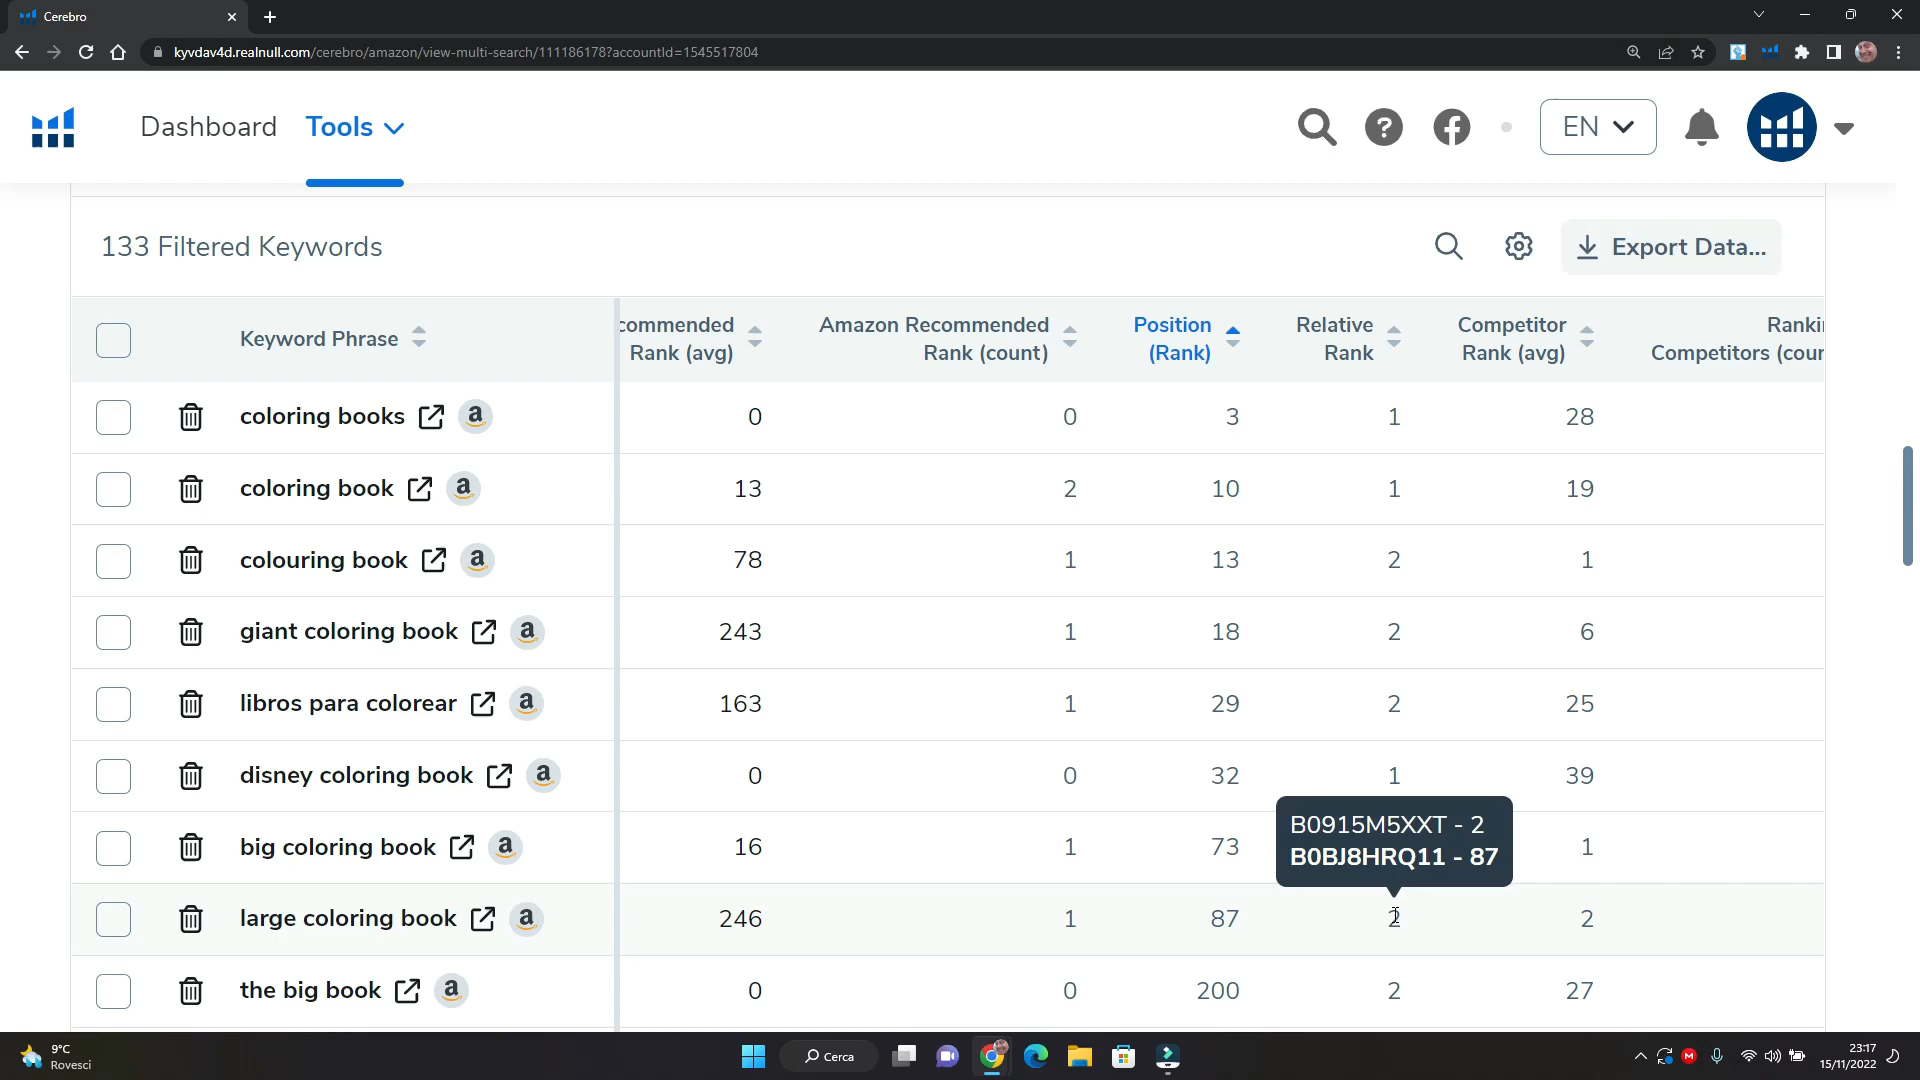 Cerebro
kyvdav4d.realnull.com/cerebro/amazon/view-multi-search/111186178?accountId=1545517804
Dashboard Tools EN
133 Filtered Keywords Export Data...
Keyword Phrase commended Rank (avg) Amazon Recommended Rank (count) Position (Rank) Relative Rank Competitor Rank (avg) Ranki Competitors (cour
coloring books 0 0 3 1 28
coloring book 13 2 10 1 19
colouring book 78 1 13 2 1
giant coloring book 243 1 18 2 6
libros para colorear 163 1 29 2 25
disney coloring book 0 0 32 1 39
B0915M5XXT - 2
B0BJ8HRQ11 - 87
big coloring book 16 1 73 1
large coloring book 246 1 87 2 2
the big book 0 0 200 2 27
9°C
Rovesci
Cerca
23:17
15/11/2022